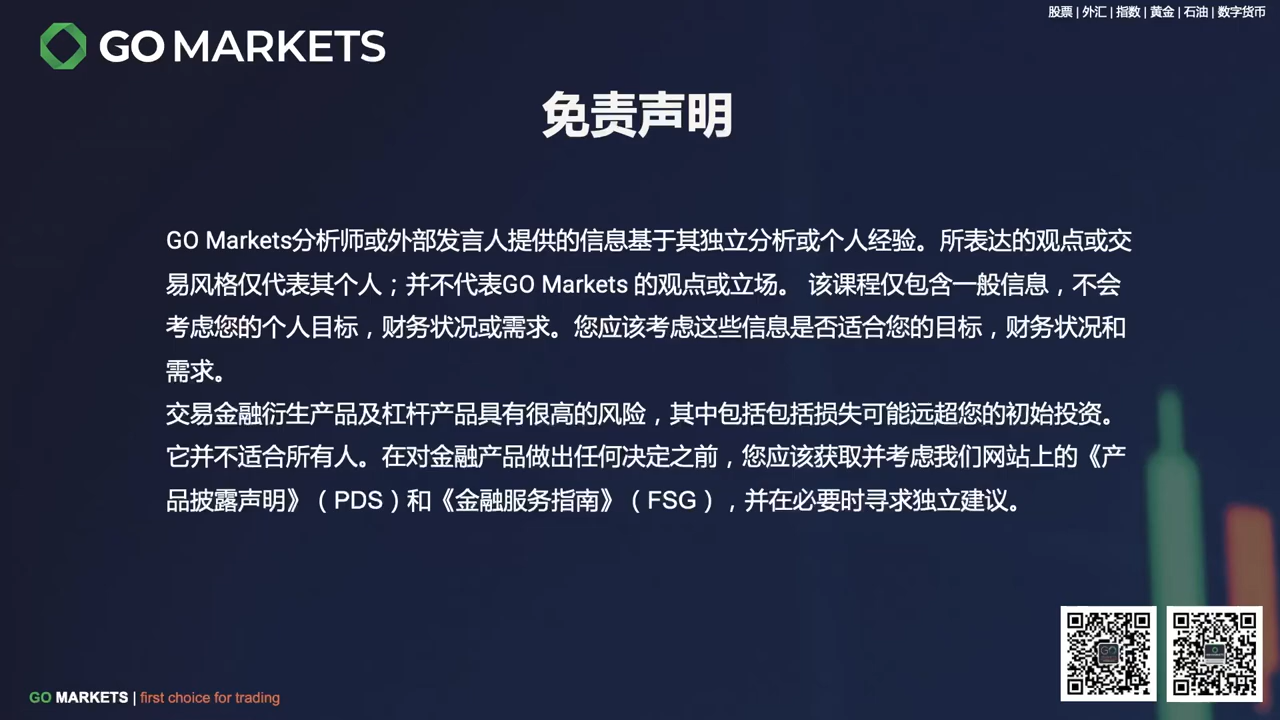 股票 | 外汇 | 指数 | 黄金 | 石油 | 数字货币
GO MARKETS
免责声明
GO Markets分析师或外部发言人提供的信息基于其独立分析或个人经验。所表达的观点或交
易风格仅代表其个人；并不代表GO Markets 的观点或立场。 该课程仅包含一般信息，不会
考虑您的个人目标，财务状况或需求。您应该考虑这些信息是否适合您的目标，财务状况和
需求。
交易金融衍生产品及杠杆产品具有很高的风险，其中包括包括损失可能远超您的初始投资。
它并不适合所有人。在对金融产品做出任何决定之前，您应该获取并考虑我们网站上的《产
品披露声明》（PDS）和《金融服务指南》（FSG），并在必要时寻求独立建议。
GO MARKETS | first choice for trading